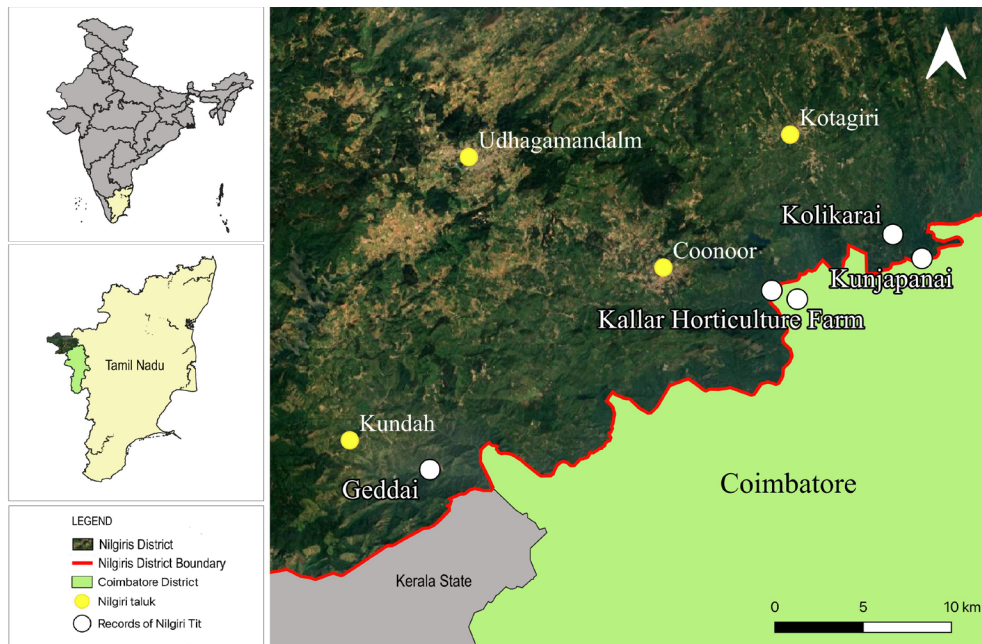 Tamil Nadu
LEGEND
Nilgiris District
Nilgiris District Boundary
Coimbatore District
Nilgiri taluk
Records of Nilgiri Tit
Udhagamandalm
Kotagiri
Kolikarai
Coonoor
Kunjapanai
Kallar Horticulture Farm
Kundah
Geddai
Coimbatore
Kerala State
0 5 10 km